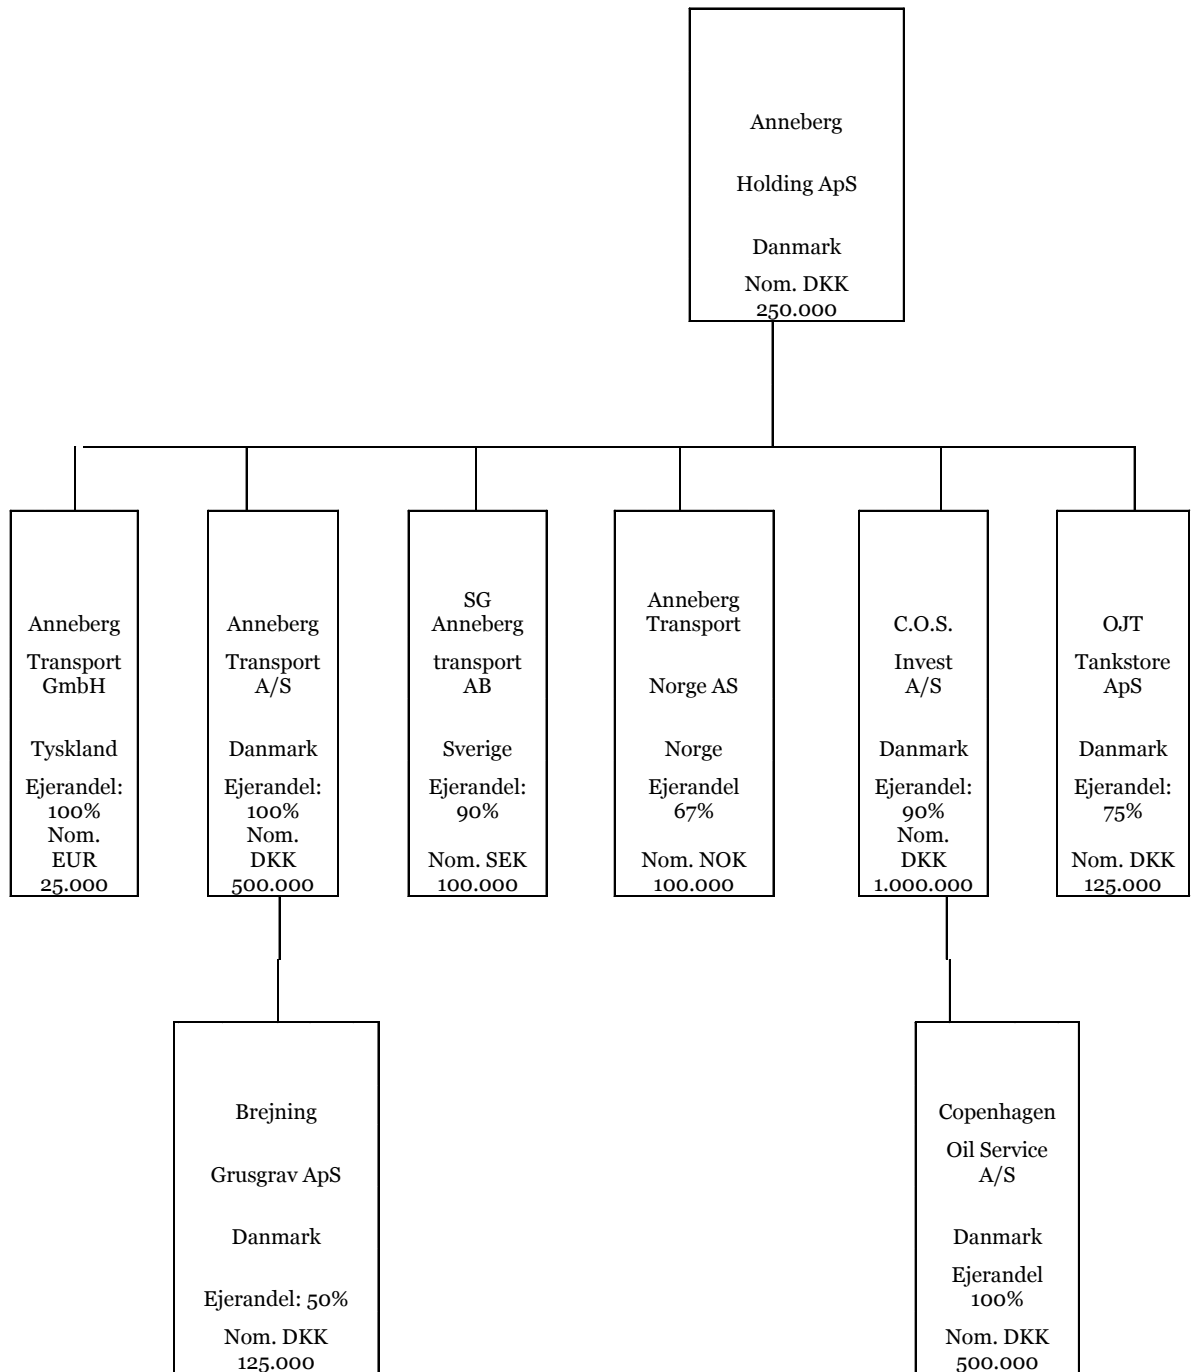 Anneberg
Holding ApS
Danmark
Nom. DKK
250.000
Anneberg
Transport
GmbH
Tyskland
Ejerandel:
100%
Nom.
EUR
25.000
Anneberg
Transport
A/S
Danmark
Ejerandel:
100%
Nom.
DKK
500.000
SG
Anneberg
transport
AB
Sverige
Ejerandel:
90%
Nom. SEK
100.000
Anneberg
Transport
Norge AS
Norge
Ejerandel
67%
Nom. NOK
100.000
C.O.S.
Invest
A/S
Danmark
Ejerandel:
90%
Nom.
DKK
1.000.000
OJT
Tankstore
ApS
Danmark
Ejerandel:
75%
Nom. DKK
125.000
Brejning
Grusgrav ApS
Danmark
Ejerandel: 50%
Nom. DKK
125.000
Copenhagen
Oil Service
A/S
Danmark
Ejerandel
100%
Nom. DKK
500.000